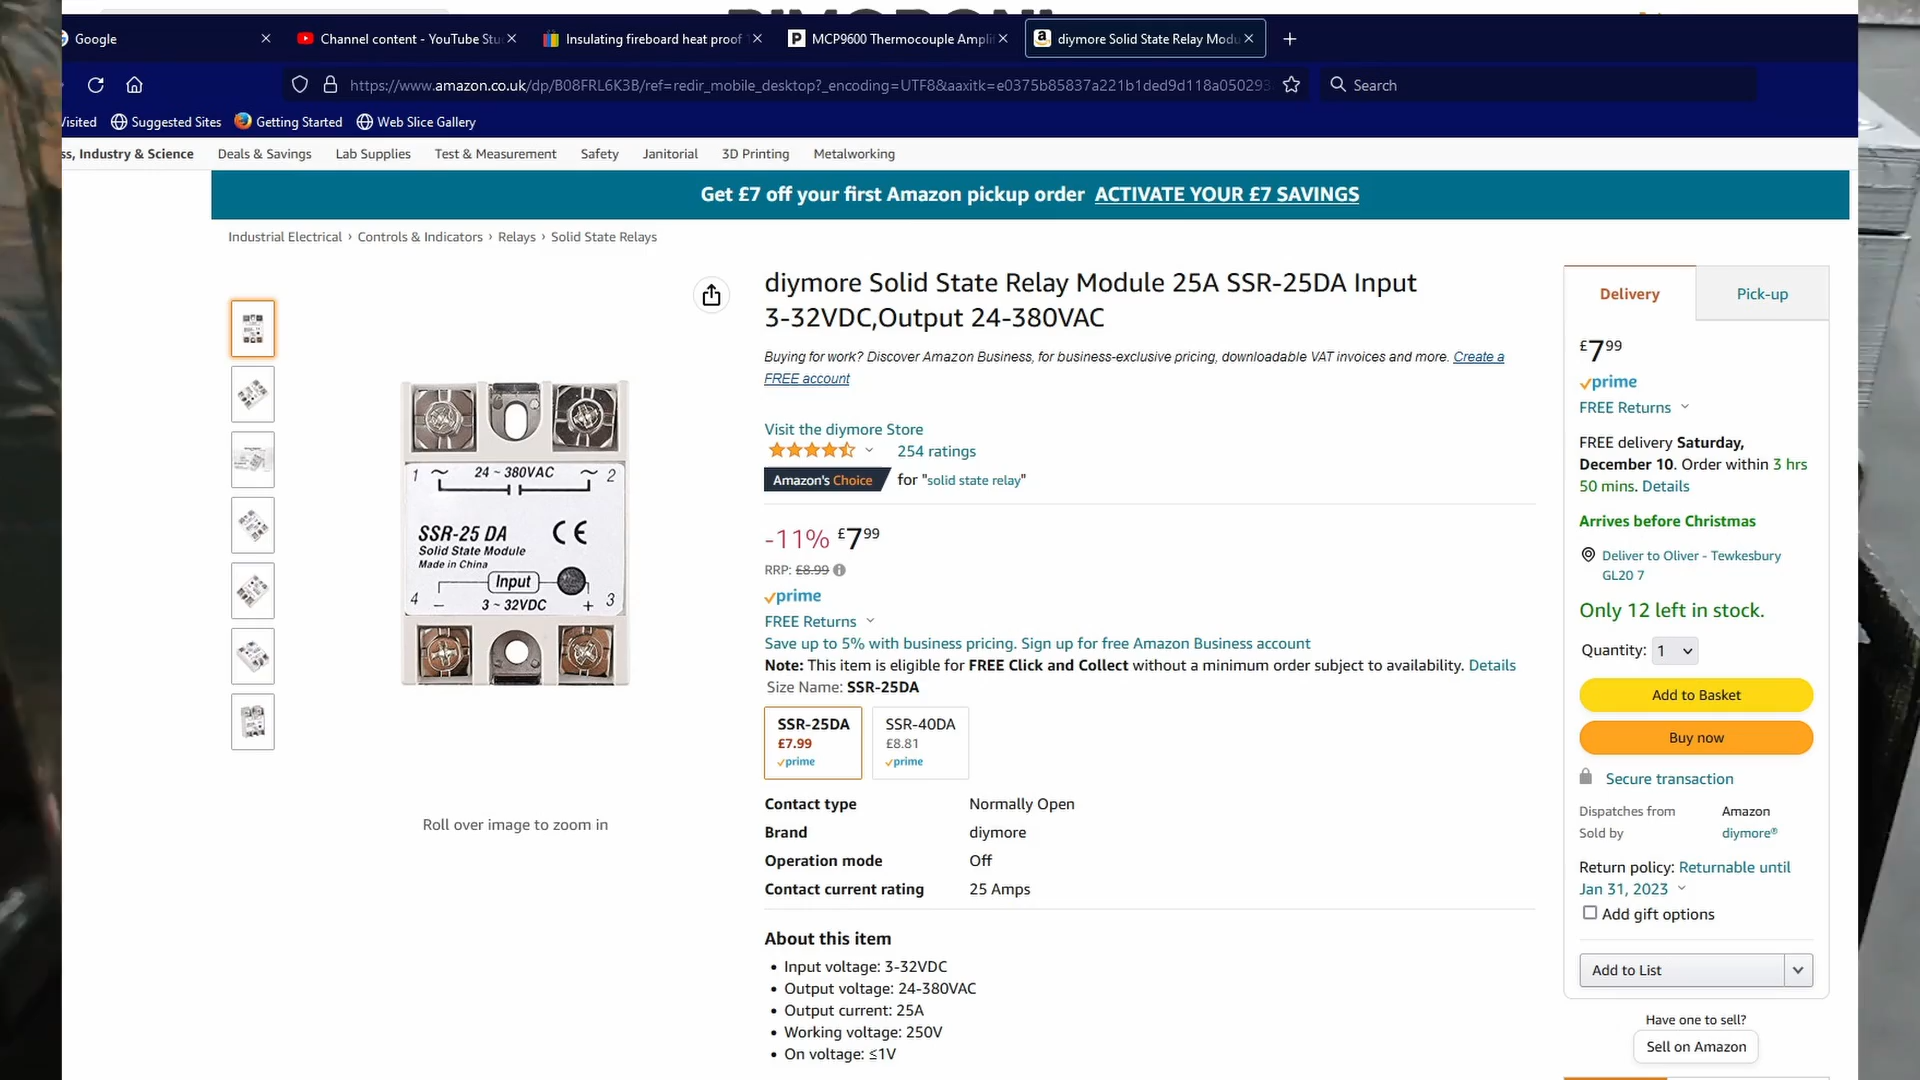 Google
Channel content - YouTube Stu
Insulating fireboard heat proof
MCP9600 Thermocouple Ampli
diymore Solid State Relay Modu
https://www.amazon.co.uk/dp/B08FRL6K3B/ref=redir_mobile_desktop?_encoding=UTF8&aaxitk=e0375b85837a221b1ded9d118a050293
Search
Visited
Suggested Sites
Getting Started
Web Slice Gallery
ss, Industry & Science
Deals & Savings
Lab Supplies
Test & Measurement
Safety
Janitorial
3D Printing
Metalworking
Get £7 off your first Amazon pickup order ACTIVATE YOUR £7 SAVINGS
Industrial Electrical › Controls & Indicators › Relays › Solid State Relays
diymore Solid State Relay Module 25A SSR-25DA Input
3-32VDC,Output 24-380VAC
Buying for work? Discover Amazon Business, for business-exclusive pricing, downloadable VAT invoices and more. Create a
FREE account
Visit the diymore Store
254 ratings
Amazon's Choice for "solid state relay"
-11% £7 99
RRP: £8.99
prime
FREE Returns
Save up to 5% with business pricing. Sign up for free Amazon Business account
Note: This item is eligible for FREE Click and Collect without a minimum order subject to availability. Details
Size Name: SSR-25DA
SSR-25DA
£7.99
prime
SSR-40DA
£8.81
prime
Contact type Normally Open
Brand diymore
Operation mode Off
Contact current rating 25 Amps
About this item
• Input voltage: 3-32VDC
• Output voltage: 24-380VAC
• Output current: 25A
• Working voltage: 250V
• On voltage: ≤1V
1 ~ 24 ~ 380VAC ~ 2
SSR-25 DA CE
Solid State Module
Made in China
Input
4 − 3 ~ 32VDC + 3
Roll over image to zoom in
Delivery
Pick-up
£7 99
prime
FREE Returns
FREE delivery Saturday,
December 10. Order within 3 hrs
50 mins. Details
Arrives before Christmas
Deliver to Oliver - Tewkesbury
GL20 7
Only 12 left in stock.
Quantity: 1
Add to Basket
Buy now
Secure transaction
Dispatches from Amazon
Sold by diymore®
Return policy: Returnable until
Jan 31, 2023
Add gift options
Add to List
Have one to sell?
Sell on Amazon